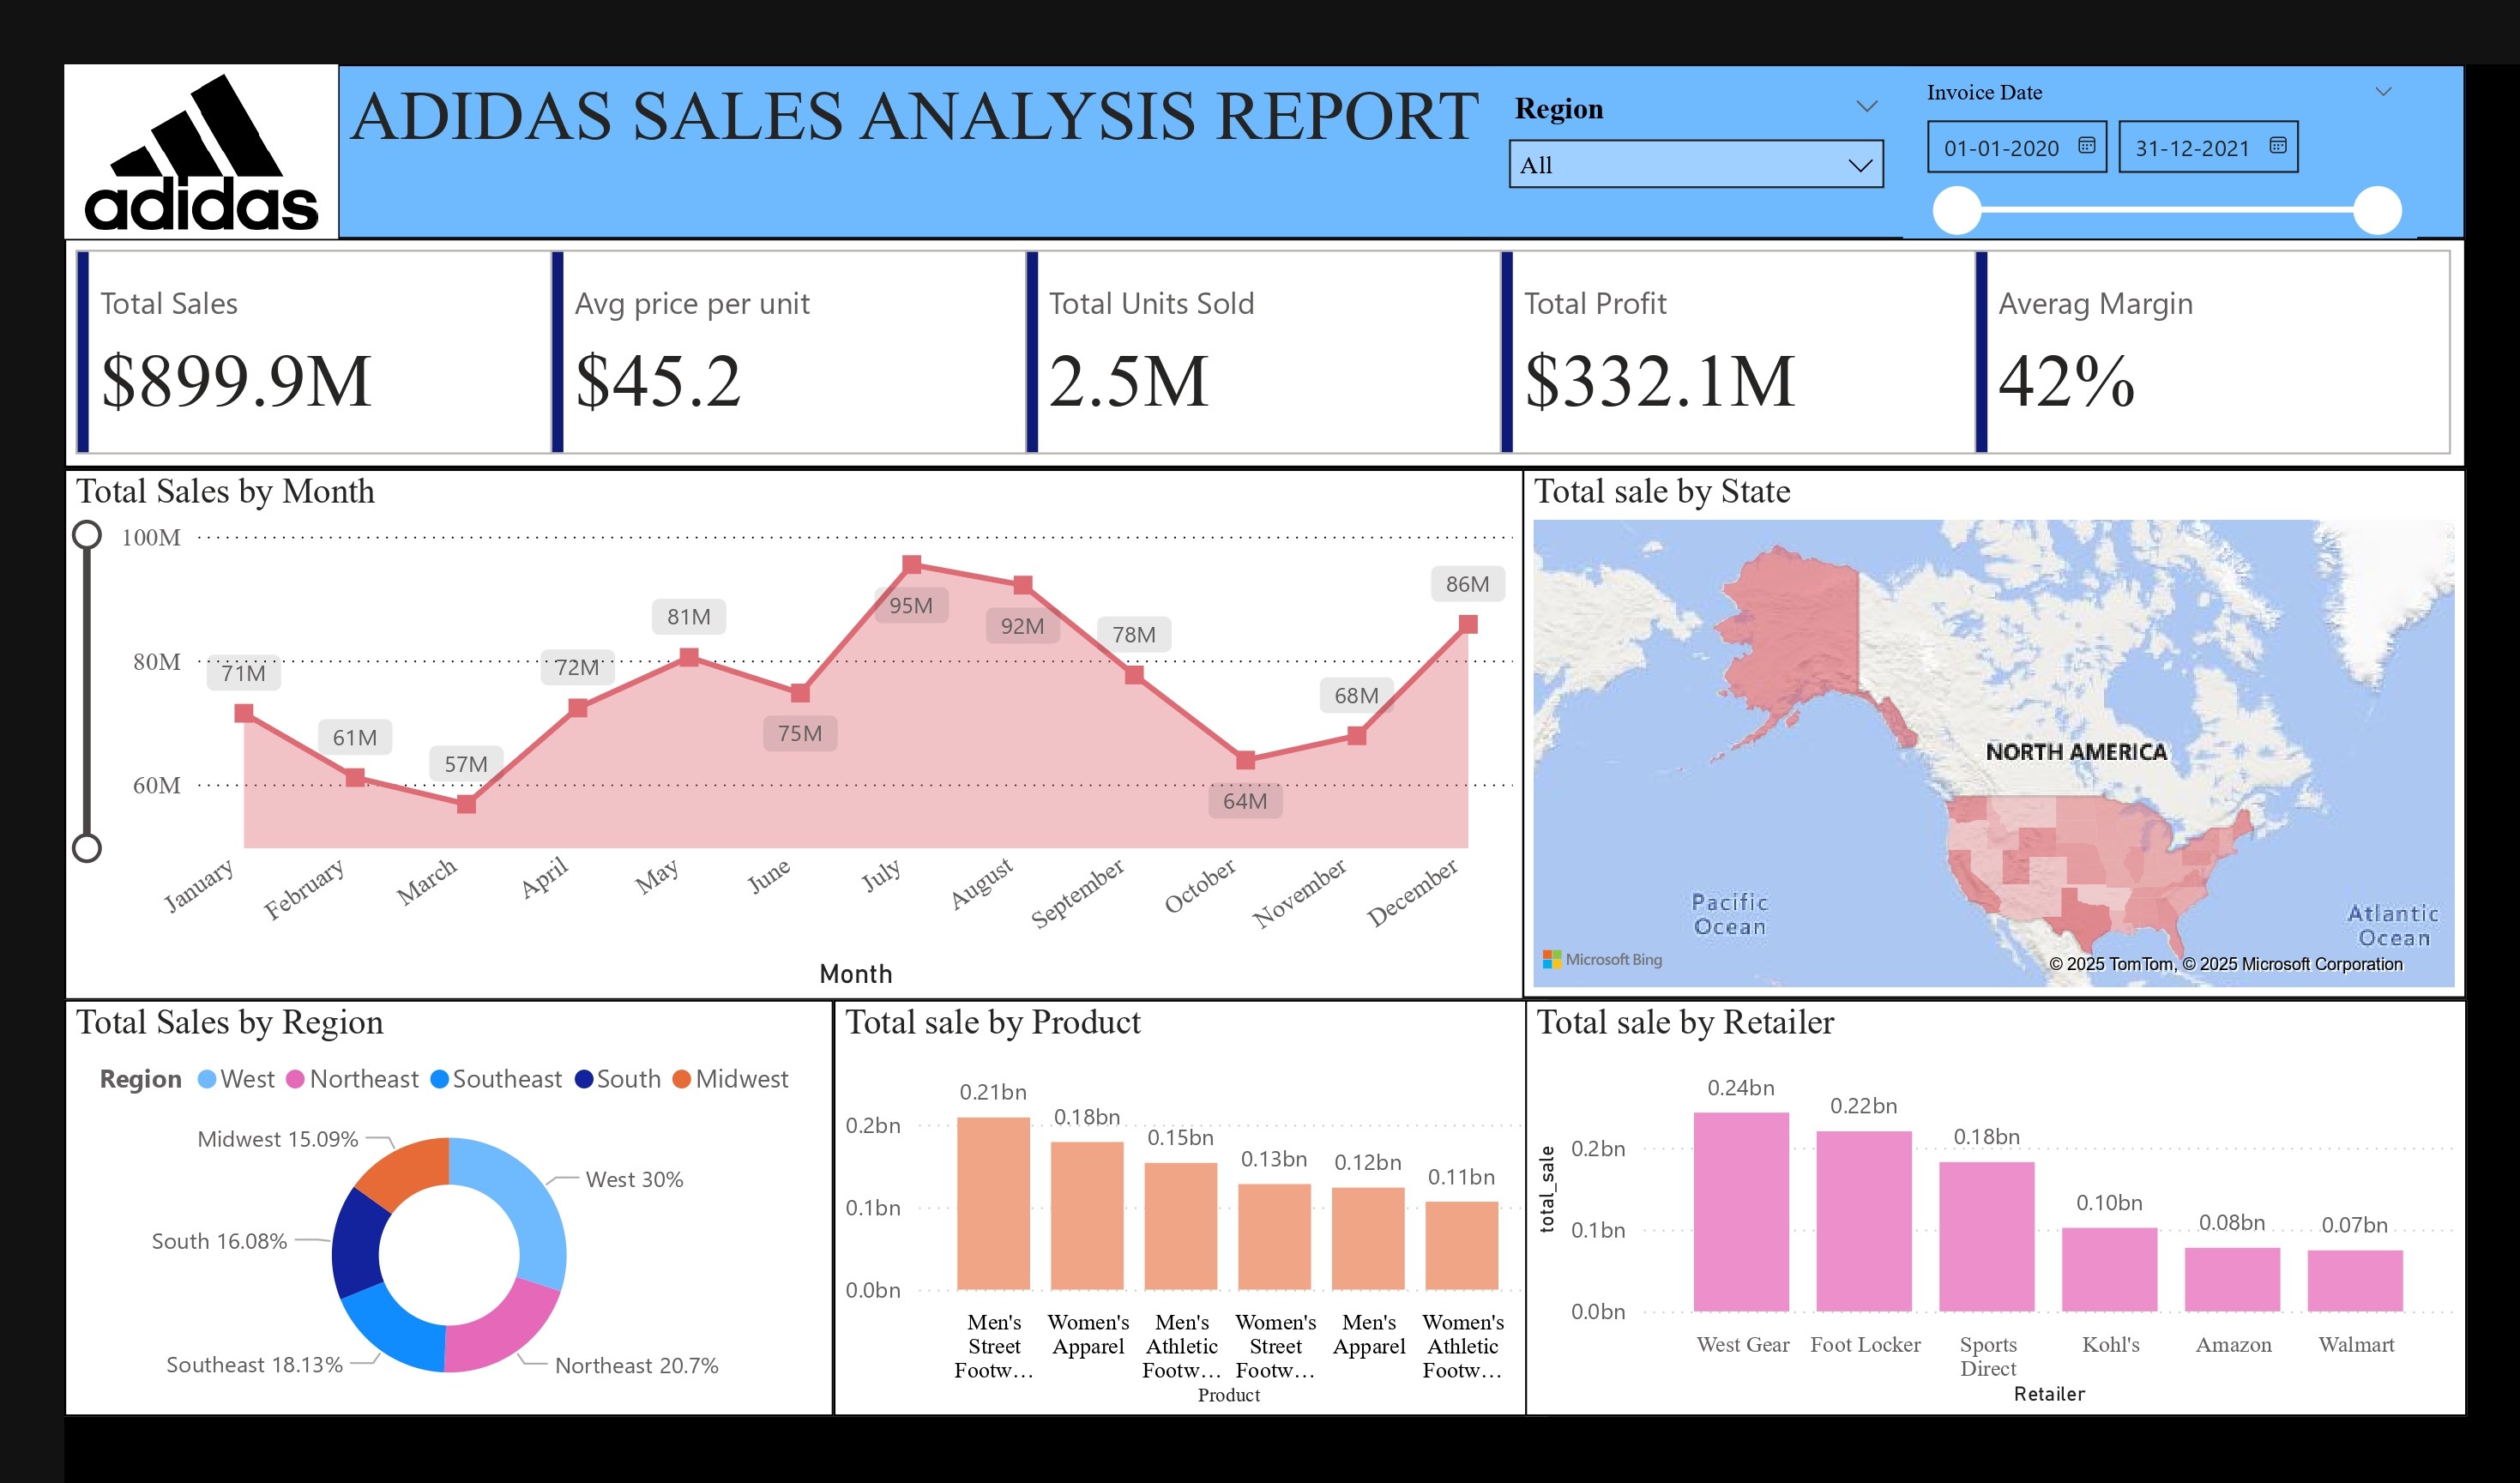 adidas
ADIDAS SALES ANALYSIS REPORT
Region
All
Invoice Date
01-01-2020
31-12-2021
Total Sales
$899.9M
Avg price per unit
$45.2
Total Units Sold
2.5M
Total Profit
$332.1M
Averag Margin
42%
Total Sales by Month
100M
80M
60M
71M
61M
57M
72M
81M
75M
95M
92M
78M
64M
68M
86M
January
February
March
April
May
June
July
August
September
October
November
December
Month
Total sale by State
NORTH AMERICA
Pacific
Ocean
Atlantic
Ocean
Microsoft Bing
© 2025 TomTom, © 2025 Microsoft Corporation
Total Sales by Region
Region West Northeast Southeast South Midwest
Midwest 15.09%
West 30%
South 16.08%
Southeast 18.13%
Northeast 20.7%
Total sale by Product
0.2bn
0.1bn
0.0bn
0.21bn
0.18bn
0.15bn
0.13bn
0.12bn
0.11bn
Men's
Street
Footw…
Women's
Apparel
Men's
Athletic
Footw…
Women's
Street
Footw…
Men's
Apparel
Women's
Athletic
Footw…
Product
Total sale by Retailer
total_sale
0.2bn
0.1bn
0.0bn
0.24bn
0.22bn
0.18bn
0.10bn
0.08bn
0.07bn
West Gear
Foot Locker
Sports
Direct
Kohl's
Amazon
Walmart
Retailer